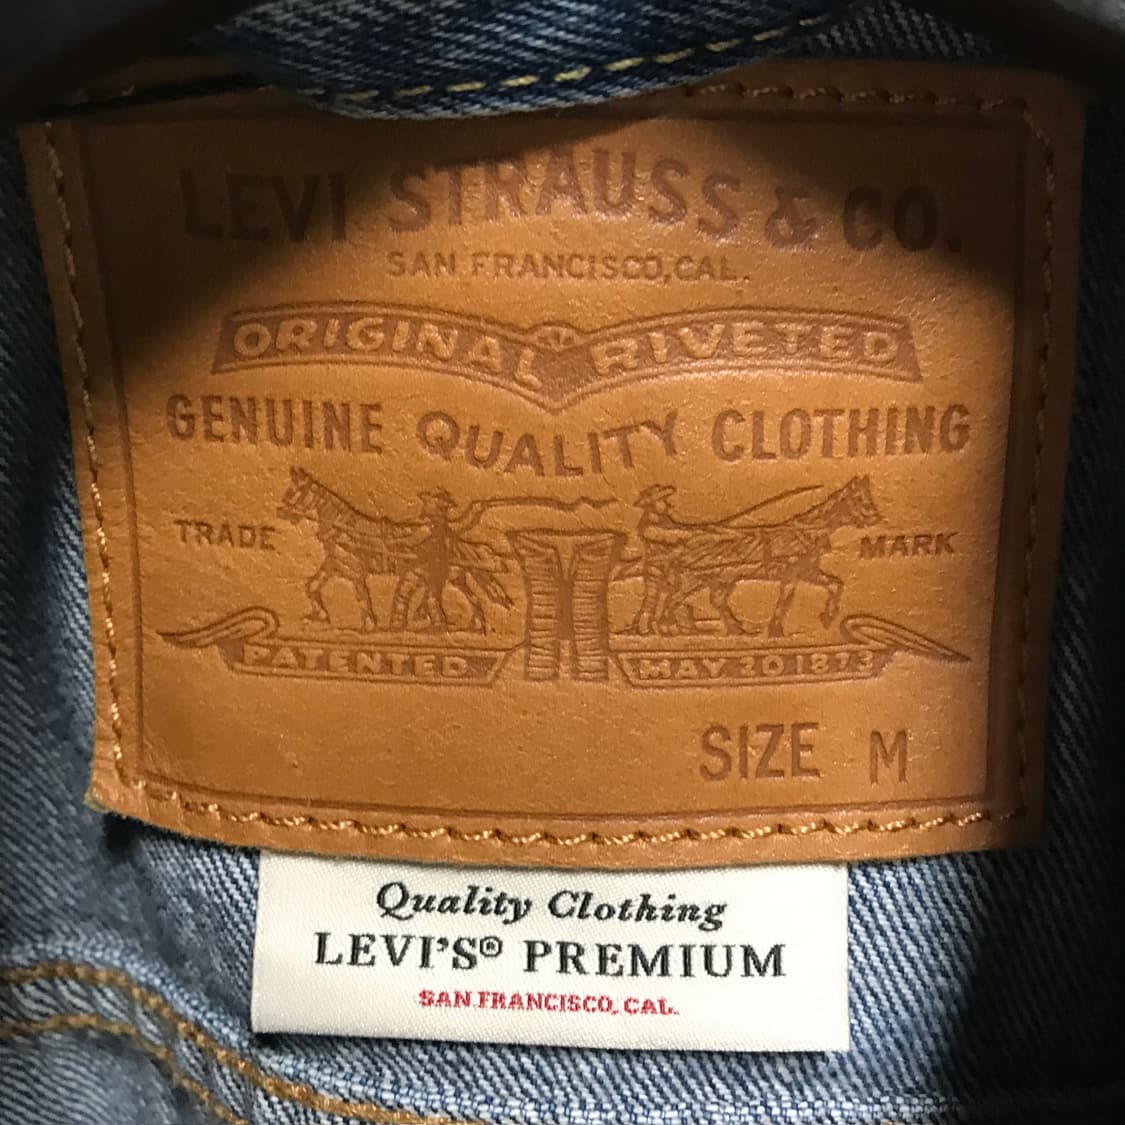 LEVI STRAUSS & CO.
SAN FRANCISCO, CAL.
ORIGINAL RIVETED
GENUINE QUALITY CLOTHING
TRADE MARK
PATENTED MAY 20 1873
SIZE M
Quality Clothing
LEVI'S® PREMIUM
SAN FRANCISCO, CAL.